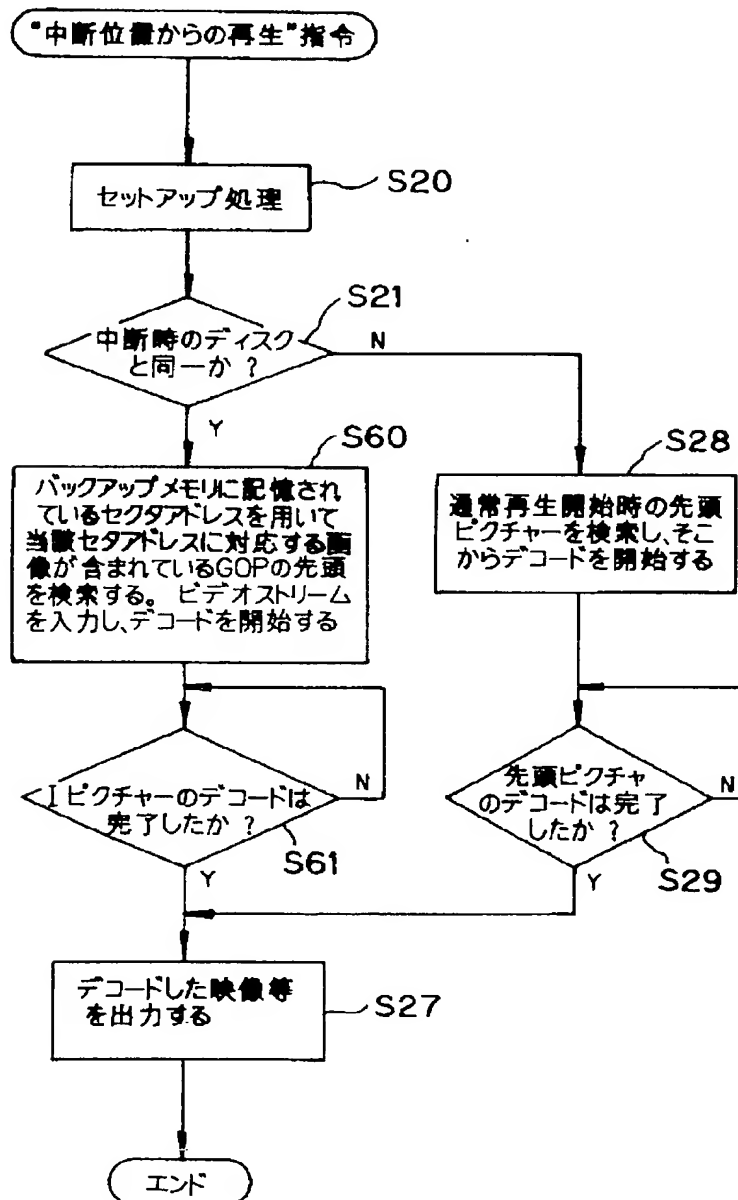 “中断位置からの再生”指令
セットアップ処理
S20
中断時のディスク
と同一か ?
S21
N
Y
バックアップメモリに記憶され
ているセクタアドレスを用いて
当該セタアドレスに対応する画
像が含まれているGOPの先頭
を検索する。 ビデオストリーム
を入力し、デコードを開始する
S60
通常再生開始時の先頭
ピクチャーを検索し、そこ
からデコードを開始する
S28
Iピクチャーのデコードは
完了したか ?
N
S61
Y
先頭ピクチャ
のデコードは完了
したか ?
N
S29
Y
デコードした映像等
を出力する
S27
エンド